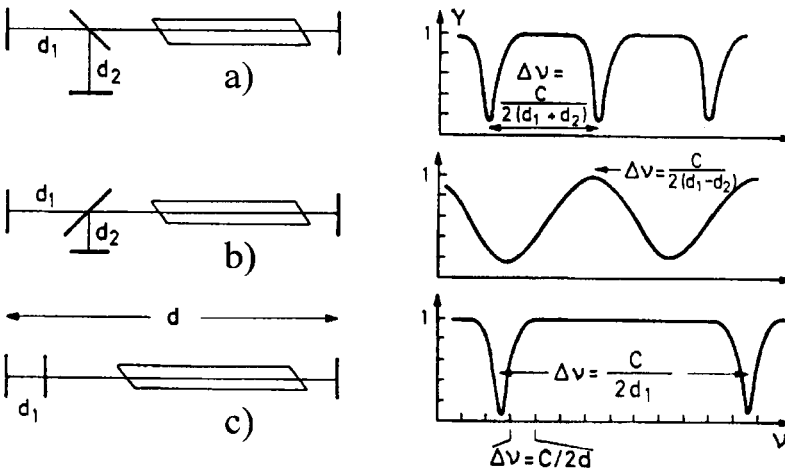 d₁
d₂
a)
Y
1
Δν =
C
2(d₁ + d₂)
d₁
d₂
b)
1
Δν = C
2(d₁-d₂)
d
d₁
c)
1
Δν = C
2d₁
ν
Δν = C/2d